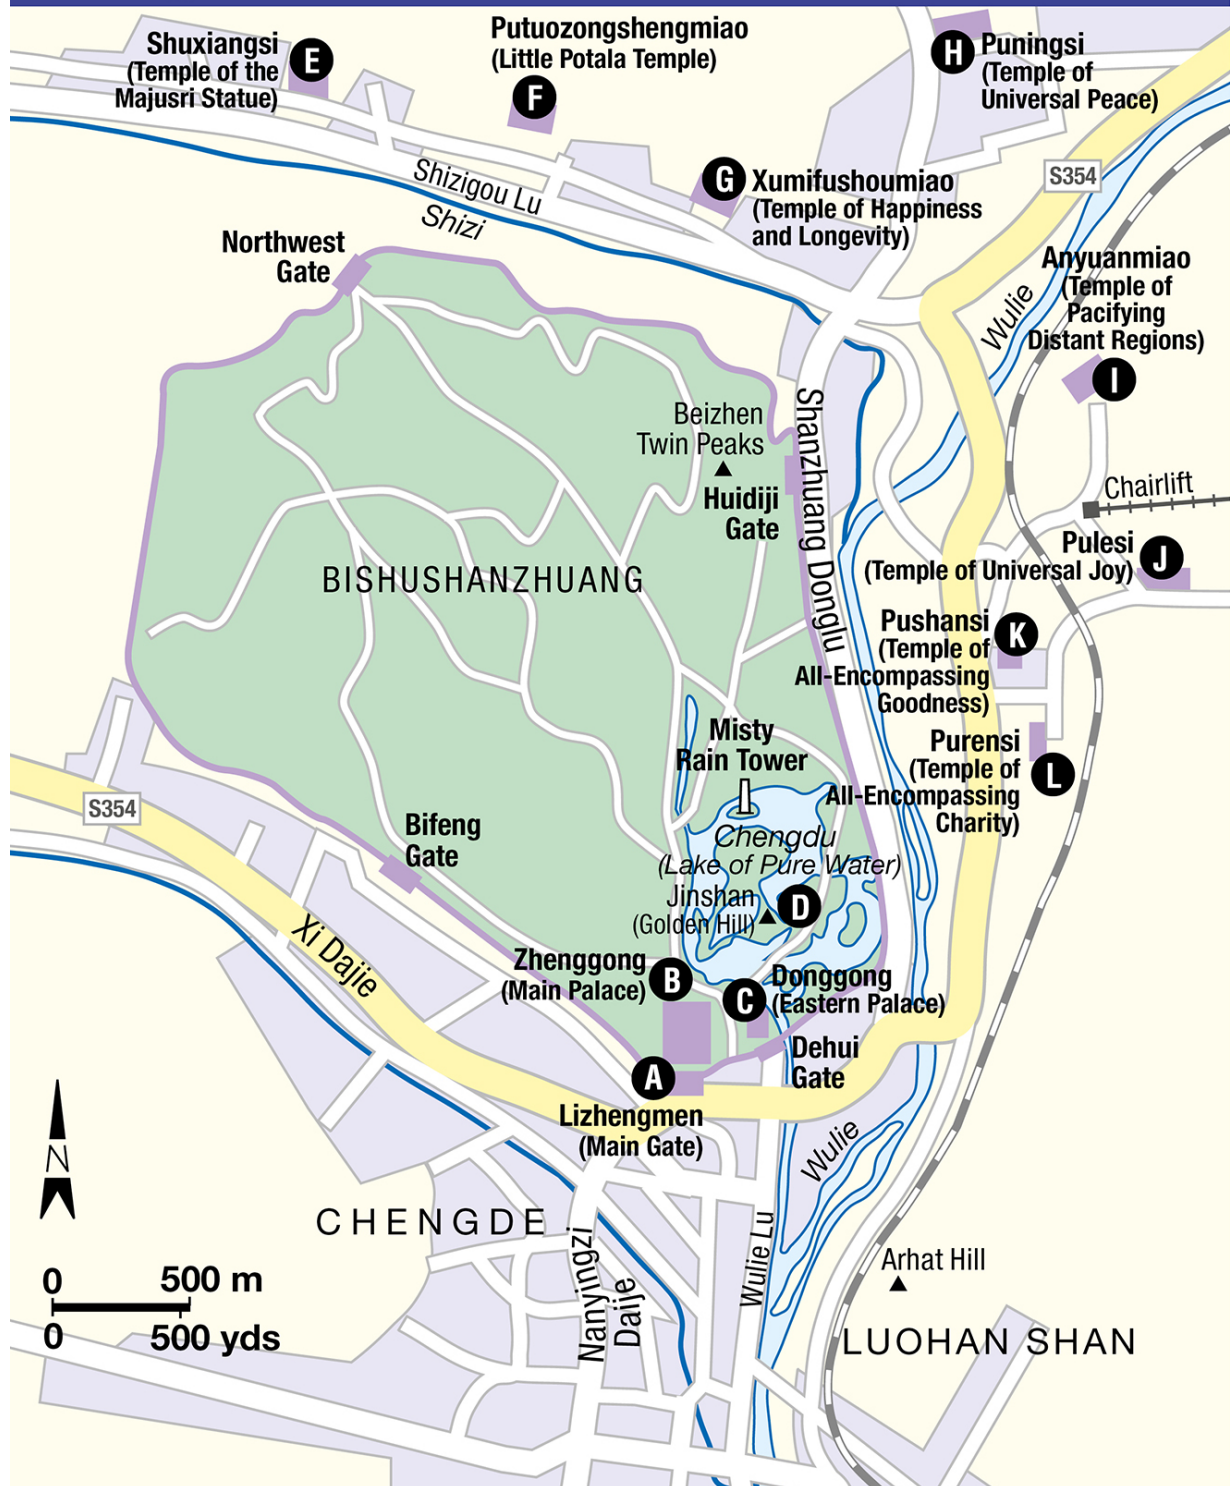 Shuxiangsi
(Temple of the
Majusri Statue)
E
Putuozongshengmiao
(Little Potala Temple)
F
H
Puningsi
(Temple of
Universal Peace)
S354
Shizigou Lu
Shizi
G
Xumifushoumiao
(Temple of Happiness
and Longevity)
Northwest
Gate
Anyuanmiao
(Temple of
Pacifying
Distant Regions)
I
Wulie
Beizhen
Twin Peaks
Huidiji
Gate
Shanzhuang Donglu
Chairlift
Pulesi
(Temple of Universal Joy)
J
BISHUSHANZHUANG
Pushansi
(Temple of
All-Encompassing
Goodness)
K
Misty
Rain Tower
Purensi
(Temple of
All-Encompassing
Charity)
L
S354
Bifeng
Gate
Chengdu
(Lake of Pure Water)
Jinshan
(Golden Hill)
D
Xi Dajie
Zhenggong
(Main Palace)
B
C
Donggong
(Eastern Palace)
Dehui
Gate
A
Lizhengmen
(Main Gate)
N
Wulie
CHENGDE
Nanyingzi
Daije
Wulie Lu
Arhat Hill
LUOHAN SHAN
0 500 m
0 500 yds